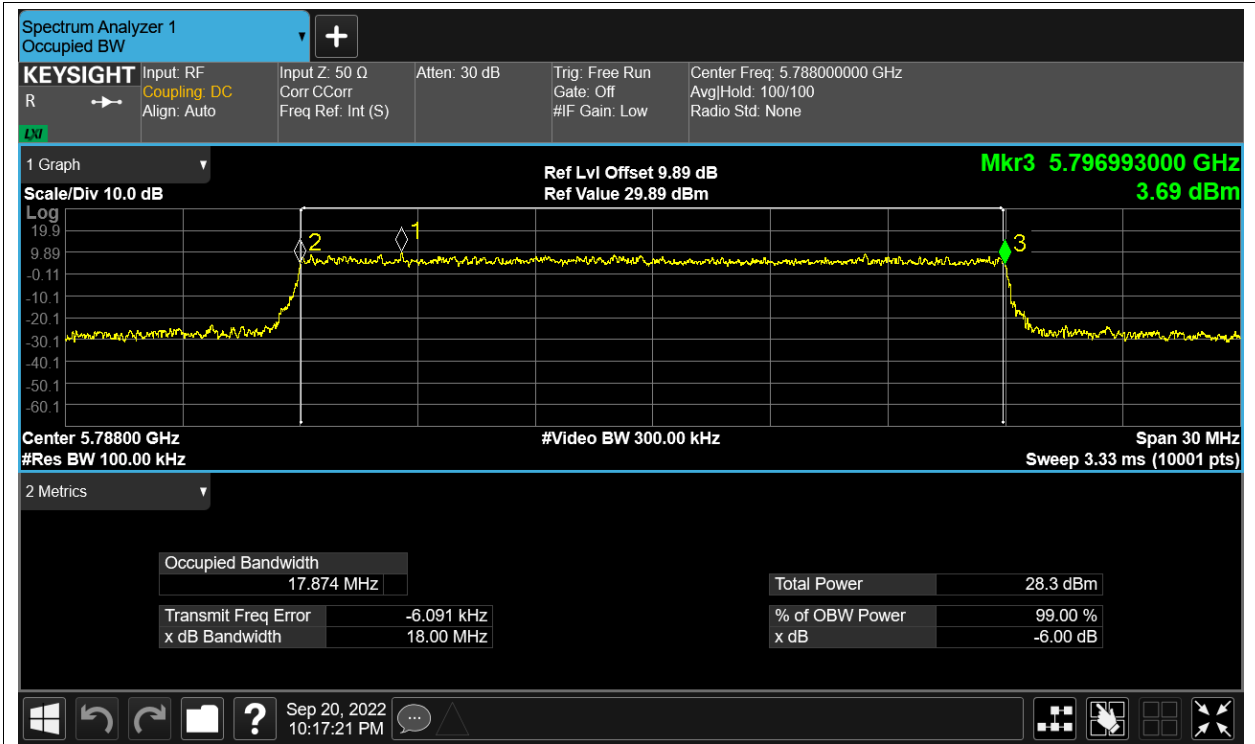 Spectrum Analyzer 1
Occupied BW
KEYSIGHT
R
LXI
Input: RF
Coupling: DC
Align: Auto
Input Z: 50 Ω
Corr CCorr
Freq Ref: Int (S)
Atten: 30 dB
Trig: Free Run
Gate: Off
#IF Gain: Low
Center Freq: 5.788000000 GHz
Avg|Hold: 100/100
Radio Std: None
1 Graph
Ref Lvl Offset 9.89 dB
Mkr3 5.796993000 GHz
Scale/Div 10.0 dB
Ref Value 29.89 dBm
3.69 dBm
Log
19.9
9.89
-0.11
-10.1
-20.1
-30.1
-40.1
-50.1
-60.1
2
1
3
Center 5.78800 GHz
#Video BW 300.00 kHz
Span 30 MHz
#Res BW 100.00 kHz
Sweep 3.33 ms (10001 pts)
2 Metrics
Occupied Bandwidth
17.874 MHz
Total Power 28.3 dBm
Transmit Freq Error -6.091 kHz
% of OBW Power 99.00 %
x dB Bandwidth 18.00 MHz
x dB -6.00 dB
?
Sep 20, 2022
10:17:21 PM